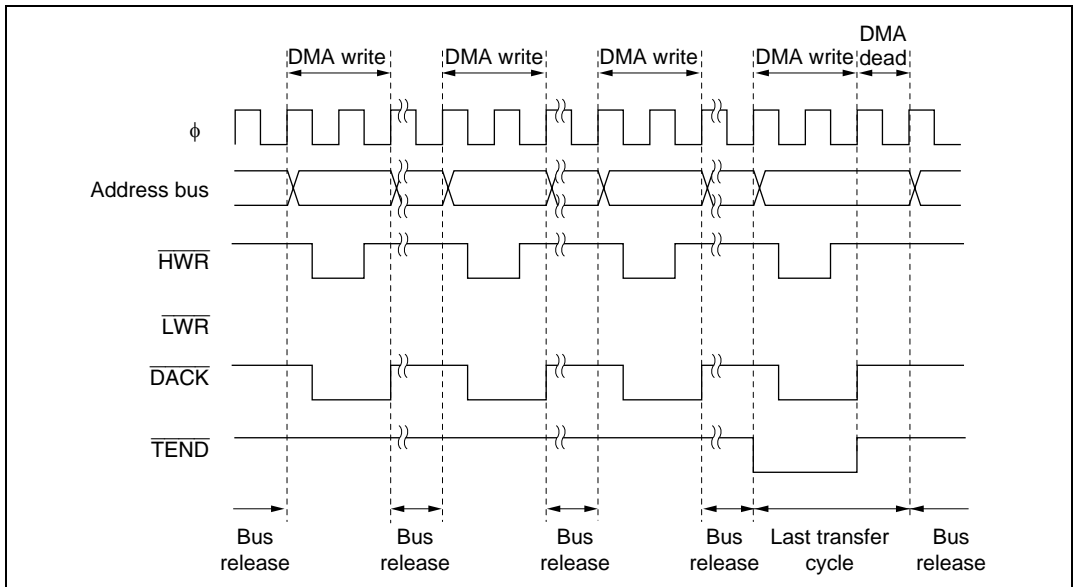 DMA
DMA write DMA write DMA write DMA write dead
ϕ
Address bus
HWR
LWR
DACK
TEND
Bus Bus Bus Bus Last transfer Bus
release release release release cycle release